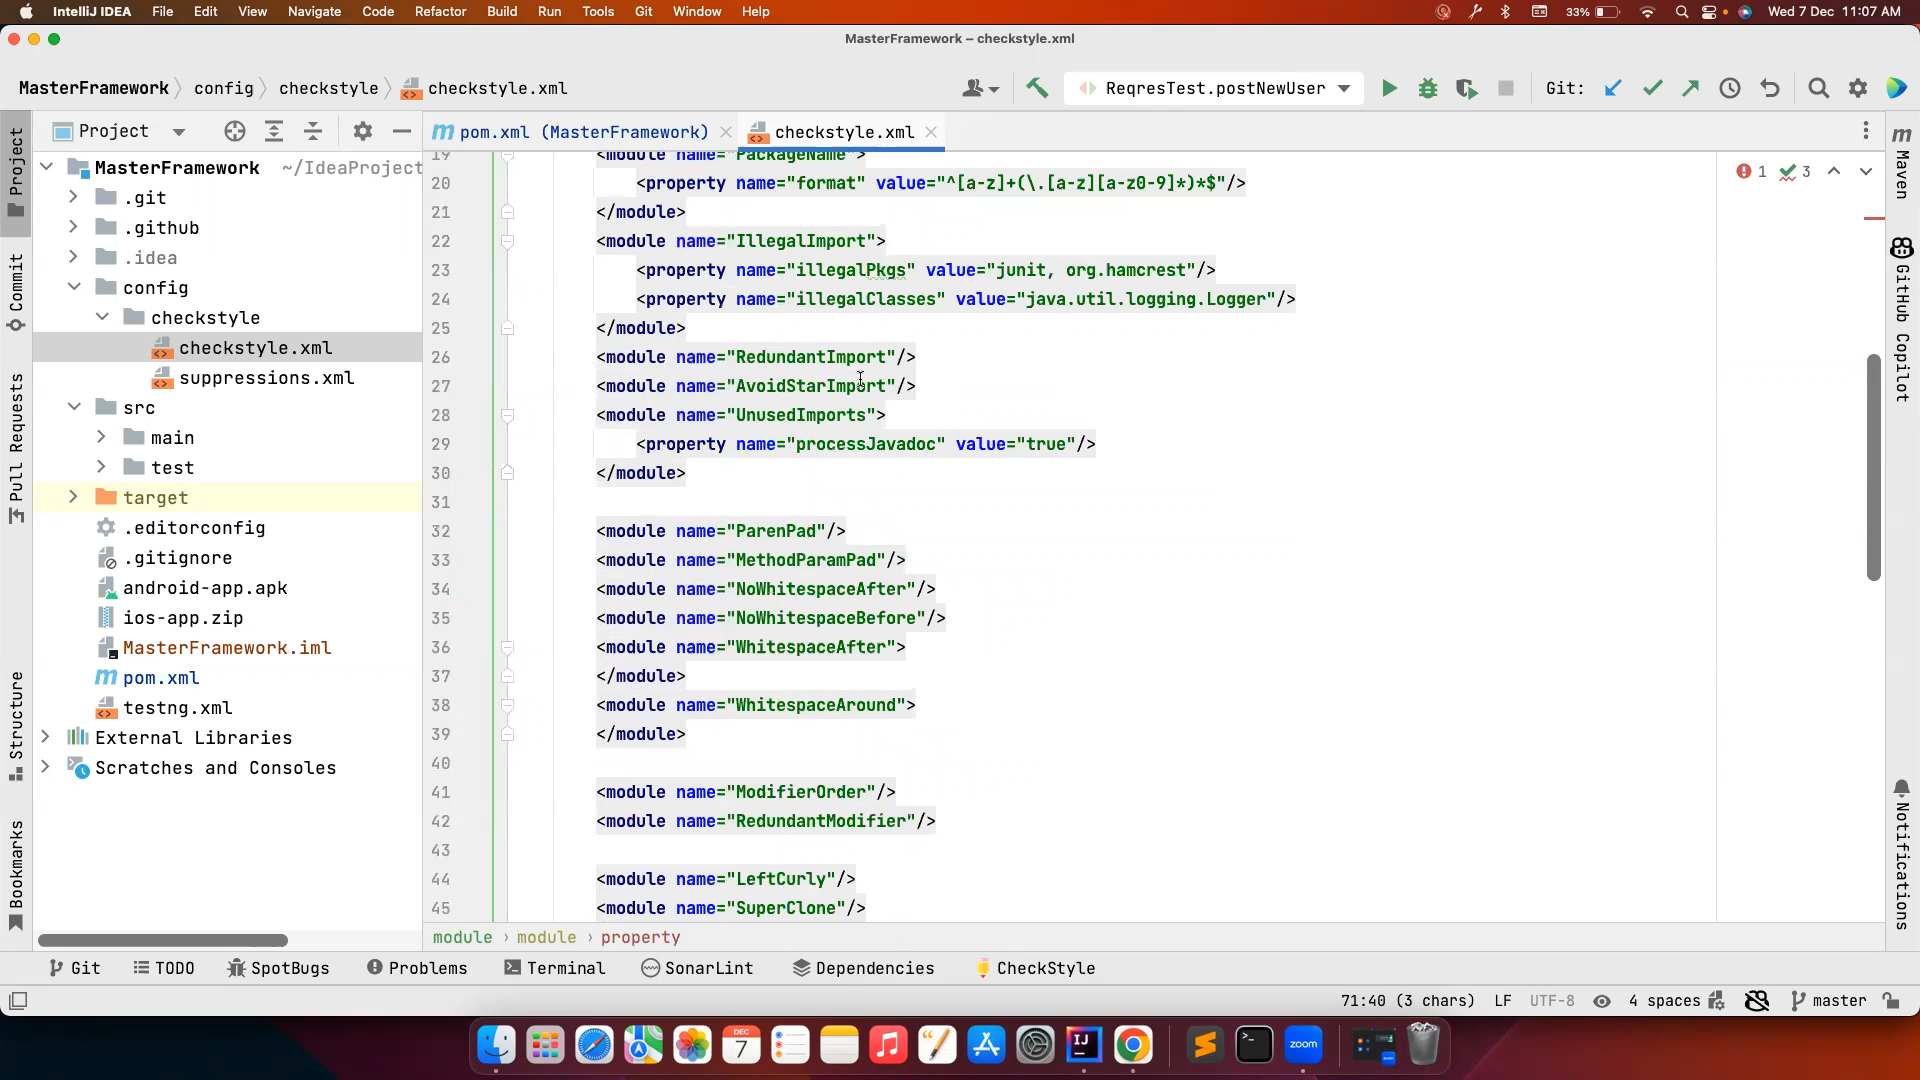 IntelliJ IDEA File Edit View Navigate Code Refactor Build Run Tools Git Window Help 33% Wed 7 Dec 11:07 AM
MasterFramework – checkstyle.xml
MasterFramework config checkstyle checkstyle.xml ReqresTest.postNewUser Git:
Project
pom.xml (MasterFramework) checkstyle.xml
MasterFramework ~/IdeaProject
.git
.github
.idea
config
checkstyle
checkstyle.xml
suppressions.xml
src
main
test
target
.editorconfig
.gitignore
android-app.apk
ios-app.zip
MasterFramework.iml
pom.xml
testng.xml
External Libraries
Scratches and Consoles
Project
Commit
Pull Requests
Structure
Bookmarks
19 <module name="PackageName">
20 <property name="format" value="^[a-z]+(\.[a-z][a-z0-9]*)*$"/>
21 </module>
22 <module name="IllegalImport">
23 <property name="illegalPkgs" value="junit, org.hamcrest"/>
24 <property name="illegalClasses" value="java.util.logging.Logger"/>
25 </module>
26 <module name="RedundantImport"/>
27 <module name="AvoidStarImport"/>
28 <module name="UnusedImports">
29 <property name="processJavadoc" value="true"/>
30 </module>
31
32 <module name="ParenPad"/>
33 <module name="MethodParamPad"/>
34 <module name="NoWhitespaceAfter"/>
35 <module name="NoWhitespaceBefore"/>
36 <module name="WhitespaceAfter">
37 </module>
38 <module name="WhitespaceAround">
39 </module>
40
41 <module name="ModifierOrder"/>
42 <module name="RedundantModifier"/>
43
44 <module name="LeftCurly"/>
45 <module name="SuperClone"/>
1 3
m Maven
GitHub Copilot
Notifications
module › module › property
Git TODO SpotBugs Problems Terminal SonarLint Dependencies CheckStyle
71:40 (3 chars) LF UTF-8 4 spaces master
DEC
7
IJ
zoom